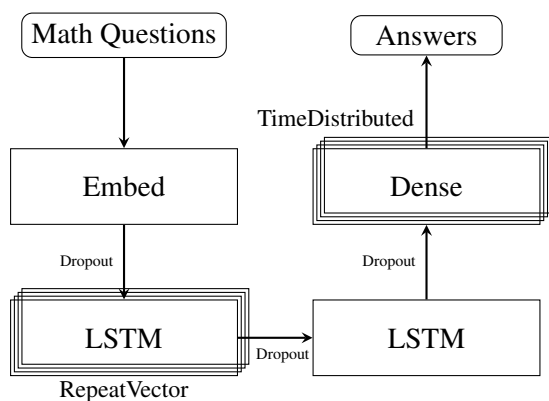 Math Questions
Answers
TimeDistributed
Embed
Dense
Dropout
Dropout
LSTM
Dropout
LSTM
RepeatVector